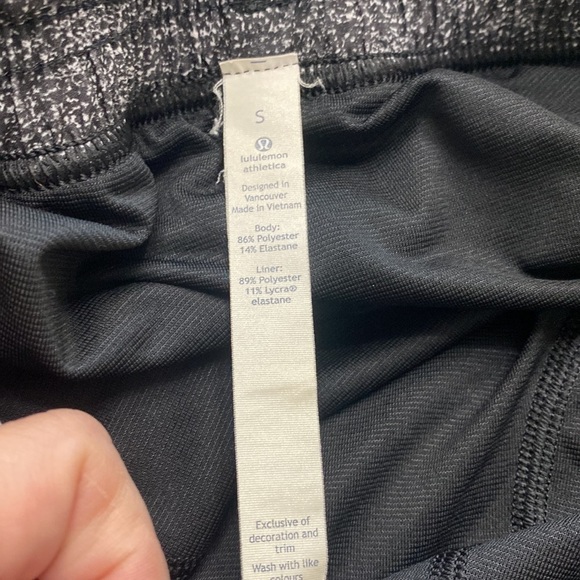 S
lululemon
athletica
Designed in
Vancouver
Made in Vietnam
Body:
86% Polyester
14% Elastane
Liner:
89% Polyester
11% Lycra®
elastane
Exclusive of
decoration and
trim
Wash with like
colours